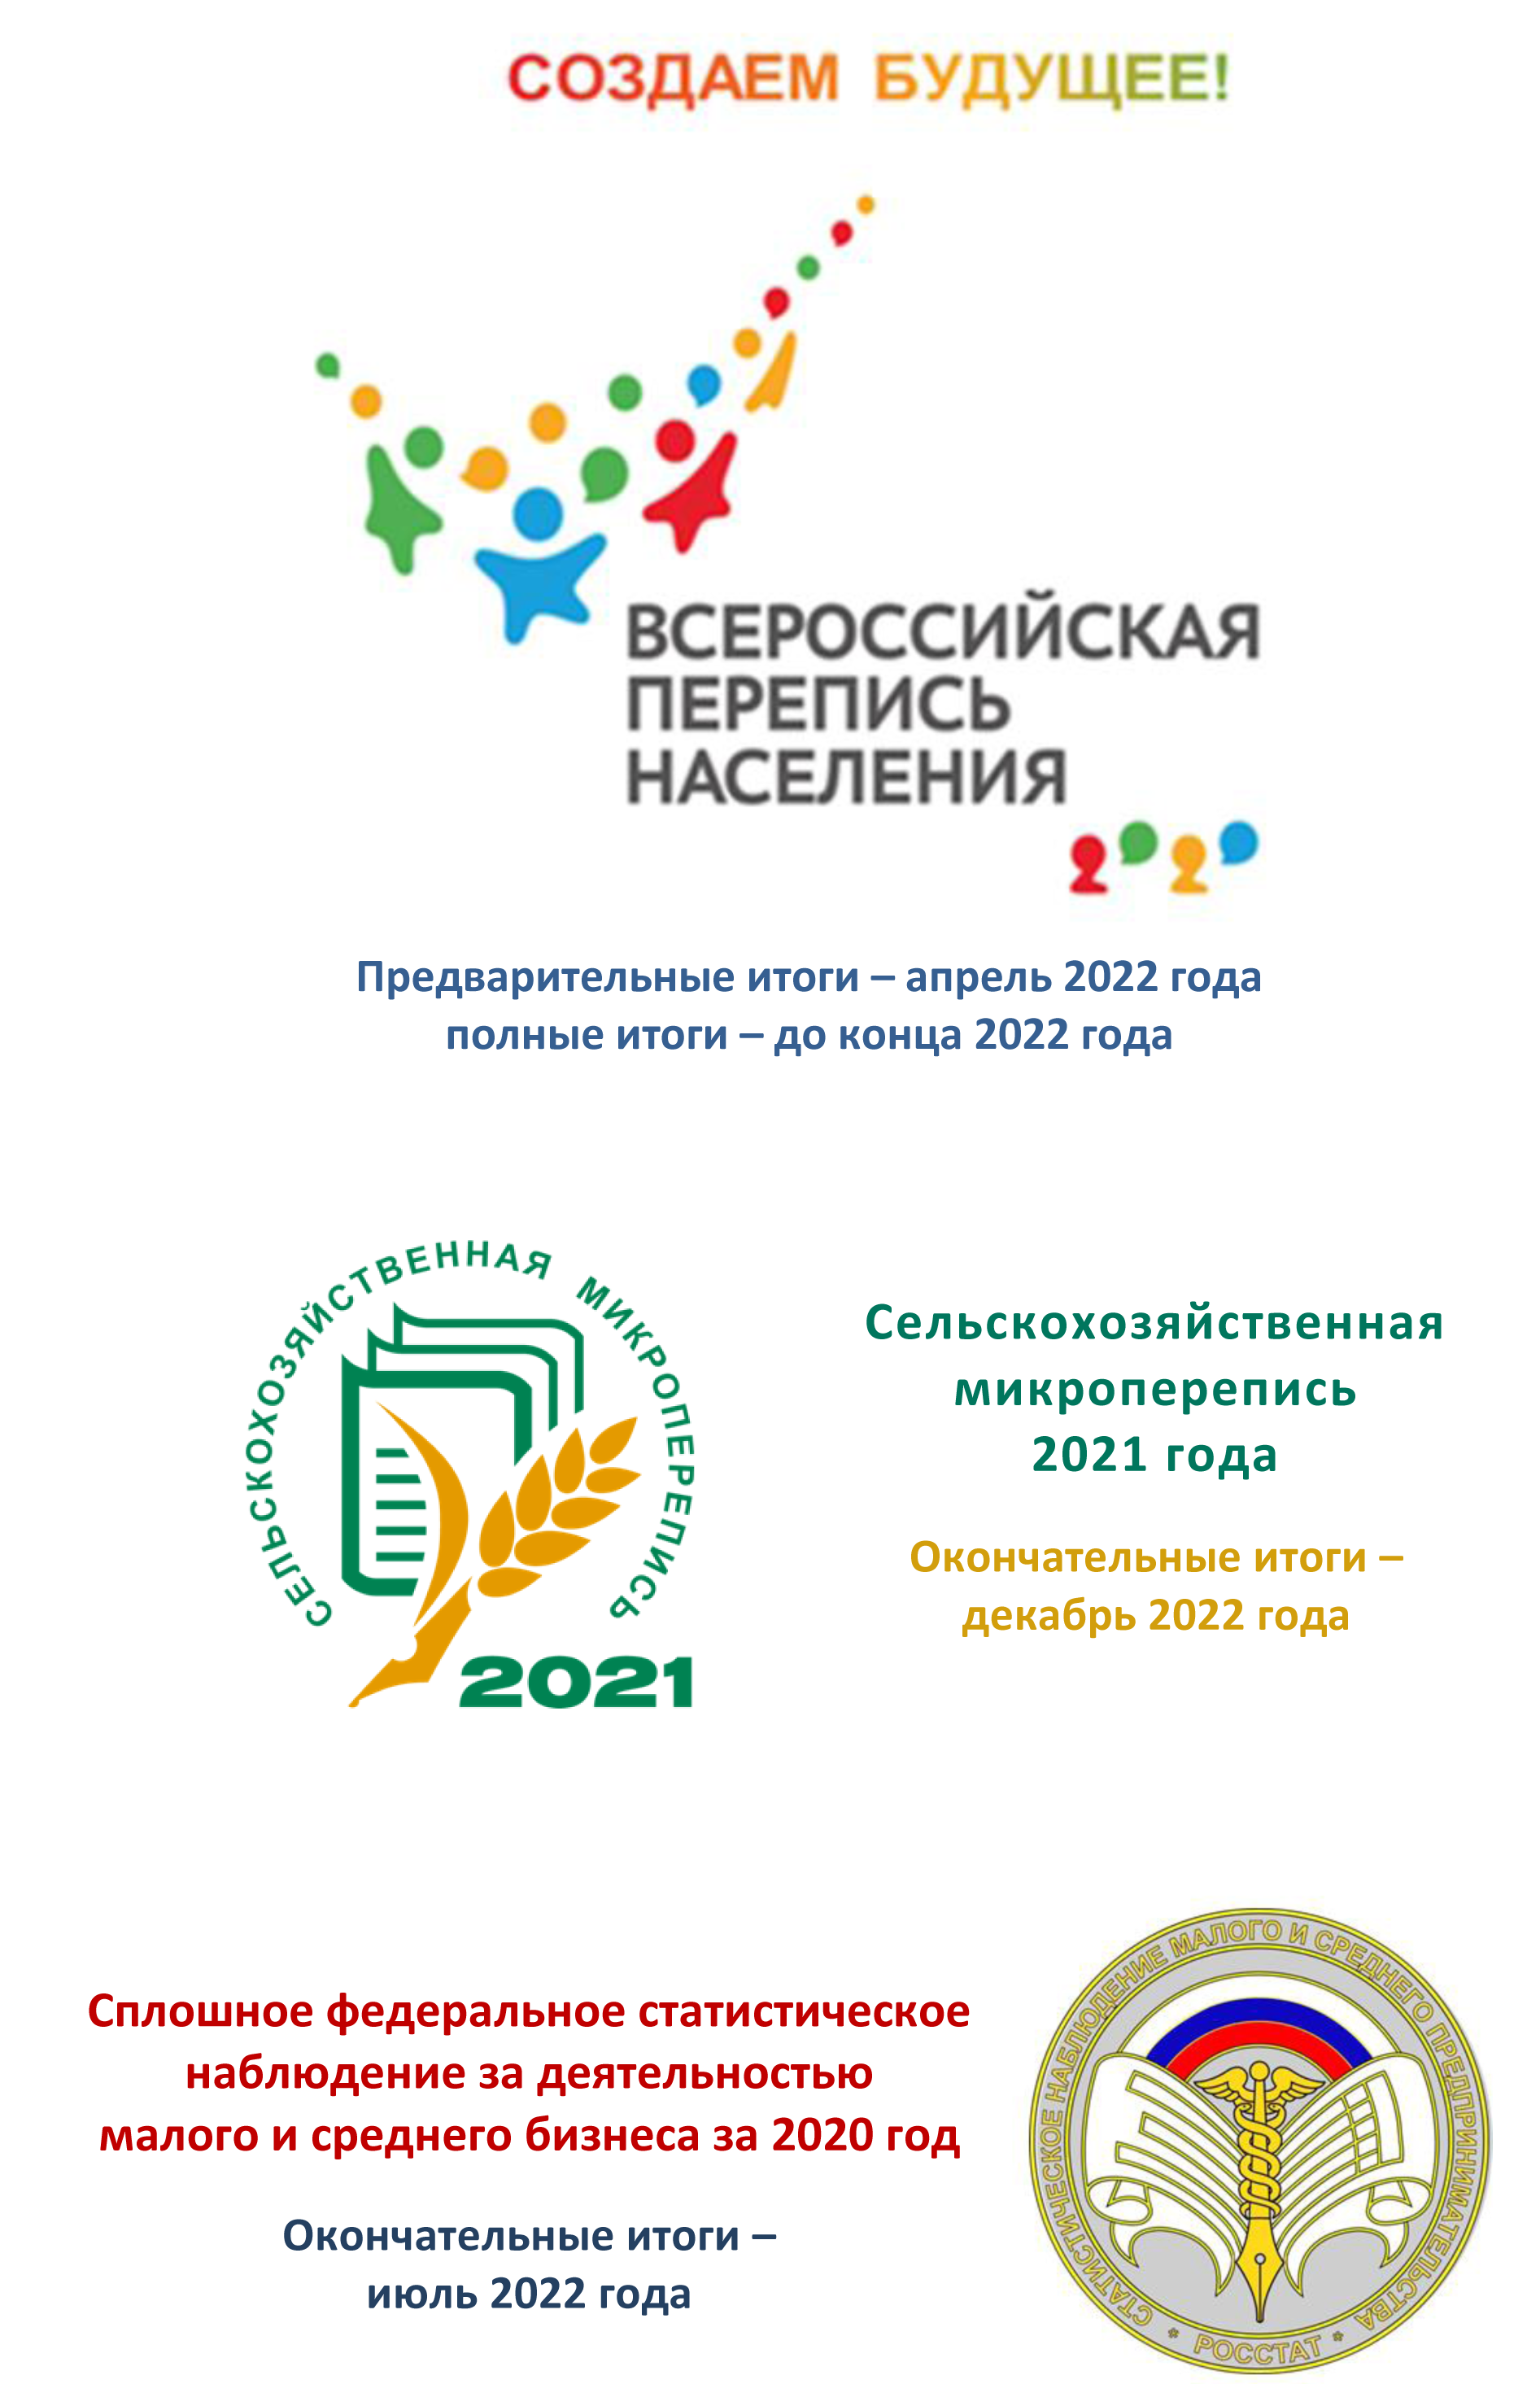 СОЗДАЕМ БУДУЩЕЕ!
ВСЕРОССИЙСКАЯ
ПЕРЕПИСЬ
НАСЕЛЕНИЯ
2020
Предварительные итоги – апрель 2022 года
полные итоги – до конца 2022 года
СЕЛЬСКОХОЗЯЙСТВЕННАЯ МИКРОПЕРЕПИСЬ
2021
Сельскохозяйственная
микроперепись
2021 года
Окончательные итоги –
декабрь 2022 года
Сплошное федеральное статистическое
наблюдение за деятельностью
малого и среднего бизнеса за 2020 год
Окончательные итоги –
июль 2022 года
СТАТИСТИЧЕСКОЕ НАБЛЮДЕНИЕ МАЛОГО И СРЕДНЕГО ПРЕДПРИНИМАТЕЛЬСТВА
* РОССТАТ *